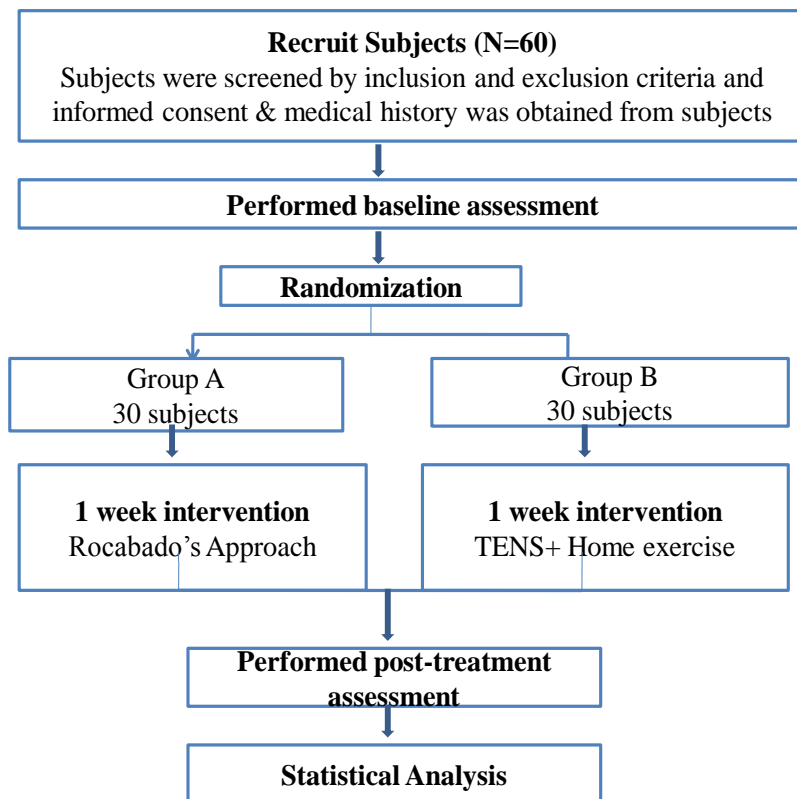 Recruit Subjects (N=60)
Subjects were screened by inclusion and exclusion criteria and
informed consent & medical history was obtained from subjects
Performed baseline assessment
Randomization
Group A
30 subjects
Group B
30 subjects
1 week intervention
Rocabado’s Approach
1 week intervention
TENS+ Home exercise
Performed post-treatment
assessment
Statistical Analysis